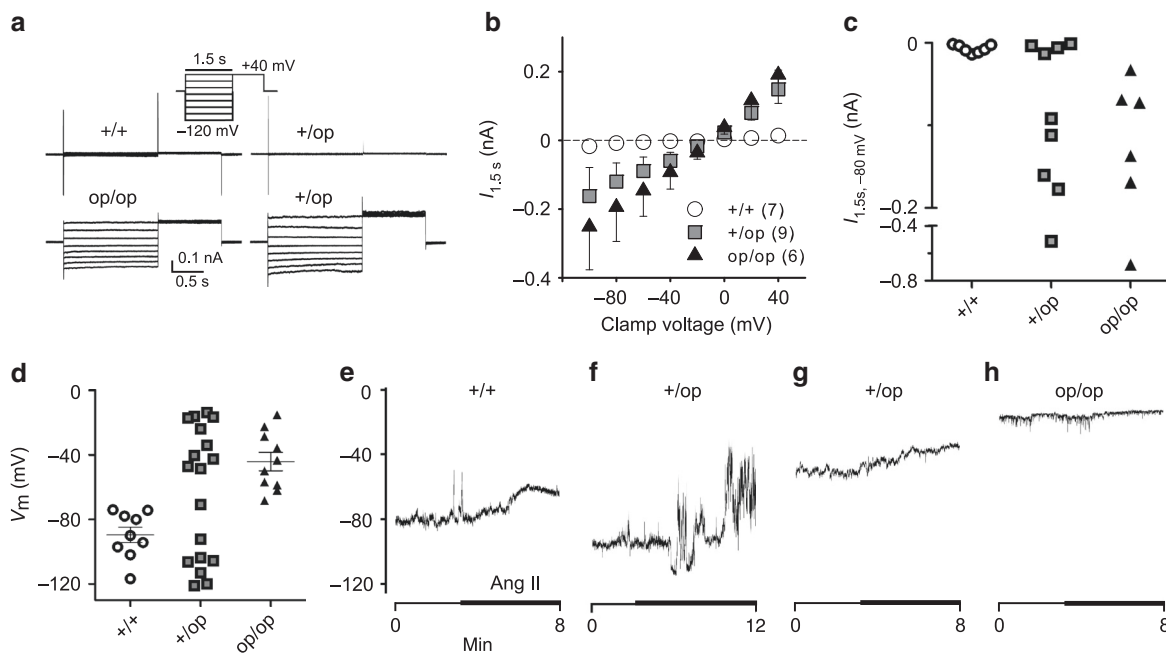 a
1.5 s
+40 mV
−120 mV
+/+
+/op
op/op
+/op
0.1 nA
0.5 s
b
I1.5 s (nA)
0.2
0
−0.2
−0.4
−80
−40
0
40
Clamp voltage (mV)
+/+ (7)
+/op (9)
op/op (6)
c
I1.5s, −80 mV (nA)
0
−0.2
−0.4
−0.8
+/+
+/op
op/op
d
Vm (mV)
0
−40
−80
−120
+/+
+/op
op/op
e
+/+
0
−40
−80
−120
Ang II
0
8
Min
f
+/op
0
12
g
+/op
0
8
h
op/op
0
8